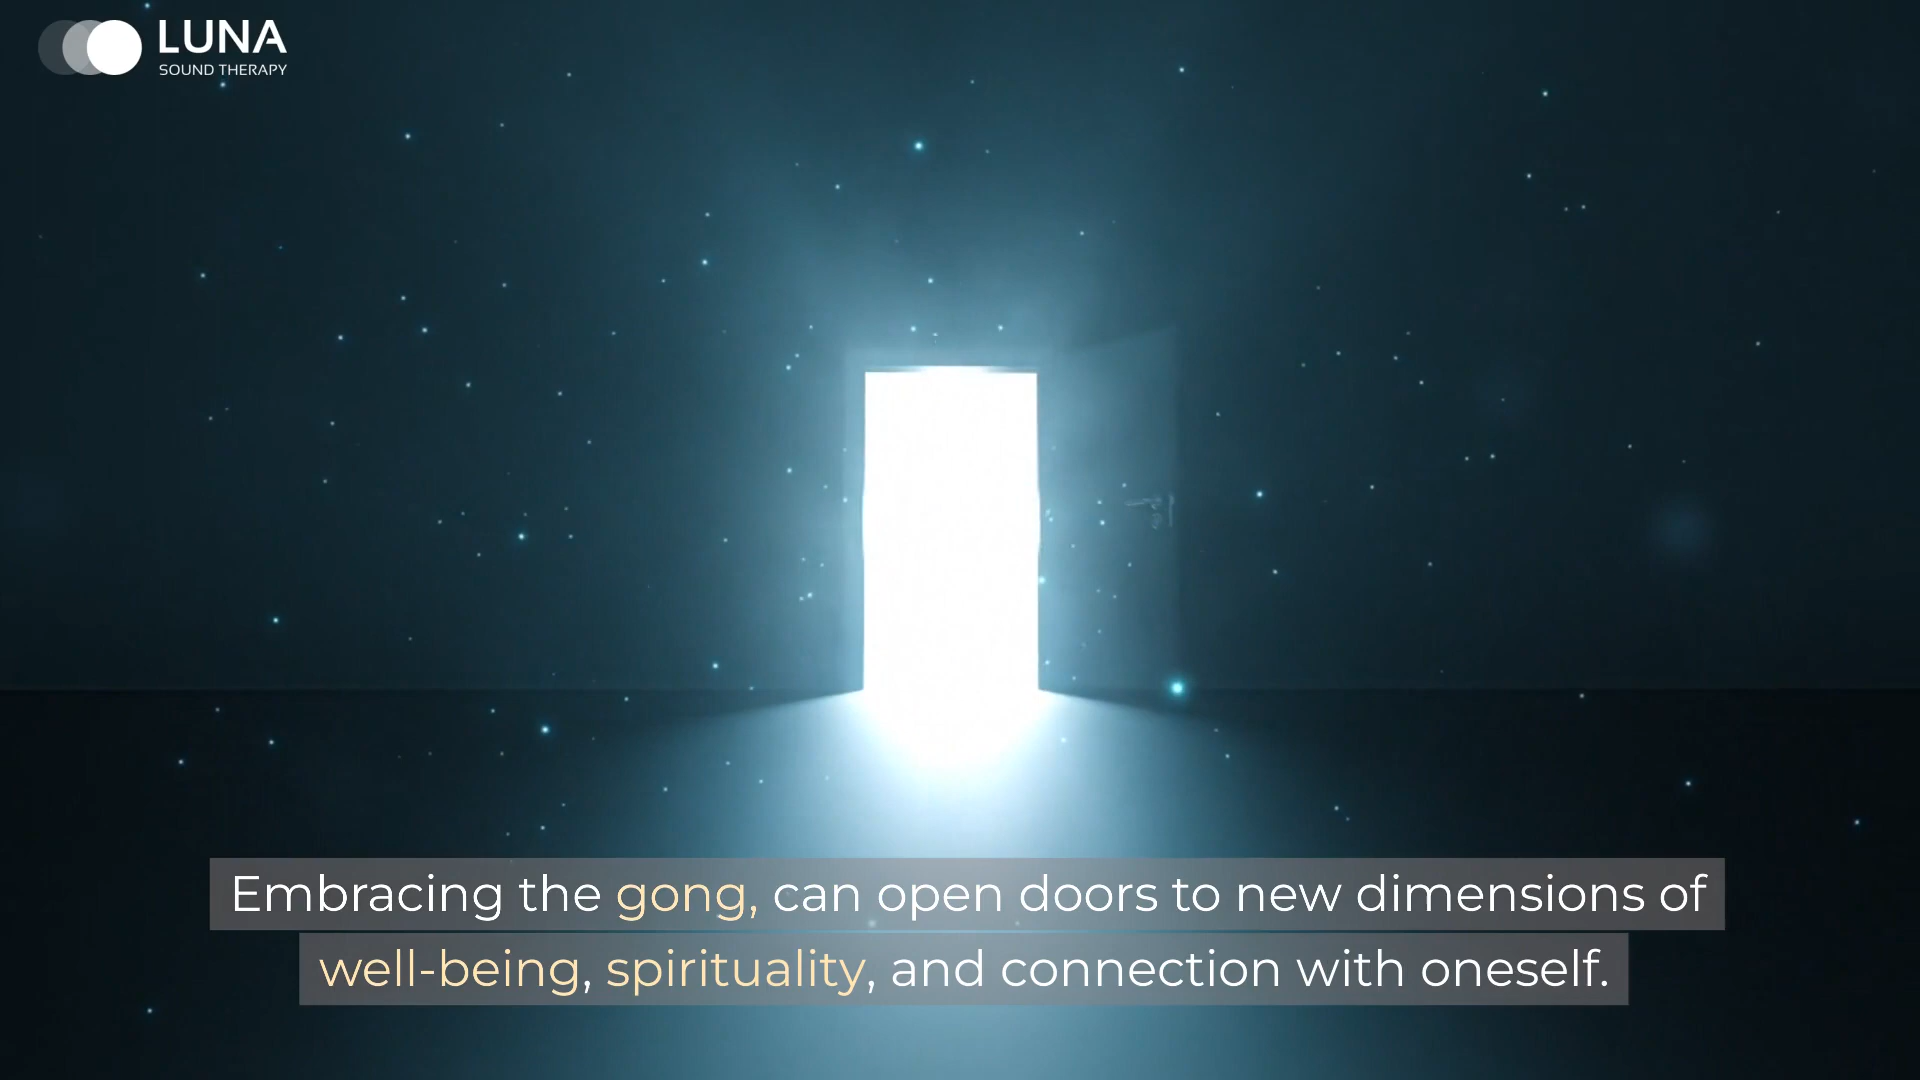 LUNA
SOUND THERAPY
Embracing the gong, can open doors to new dimensions of
well-being, spirituality, and connection with oneself.